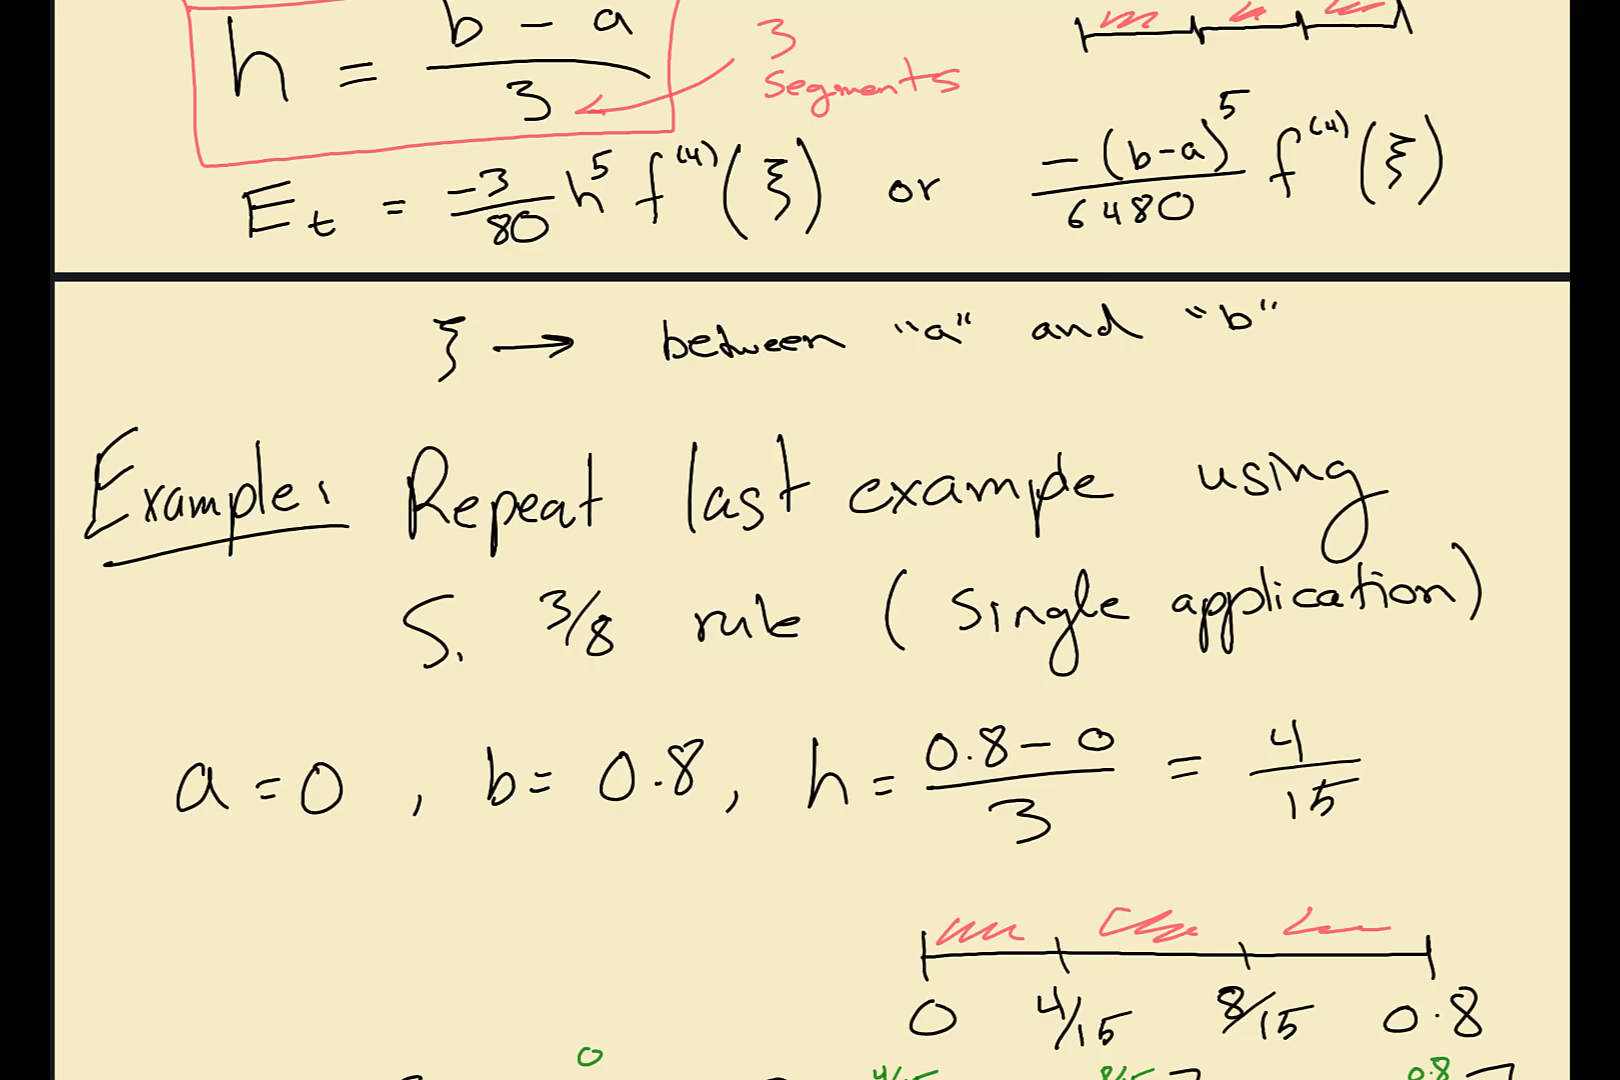 h = (b - a)/3 ← 3 segments
E_t = -3/80 h^5 f^(4)(ξ) or -(b-a)^5/6480 f^(4)(ξ)
ξ → between "a" and "b"
Example: Repeat last example using
S. 3/8 rule (single application)
a = 0 , b = 0.8 , h = (0.8 - 0)/3 = 4/15
0 4/15 8/15 0.8
0